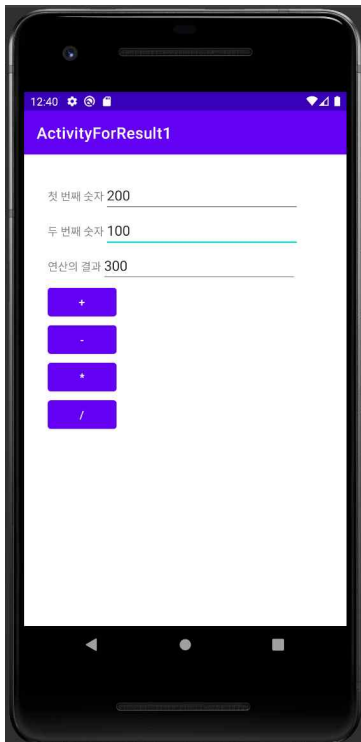 12:40
ActivityForResult1
첫 번째 숫자 200
두 번째 숫자 100
연산의 결과 300
+
-
*
/